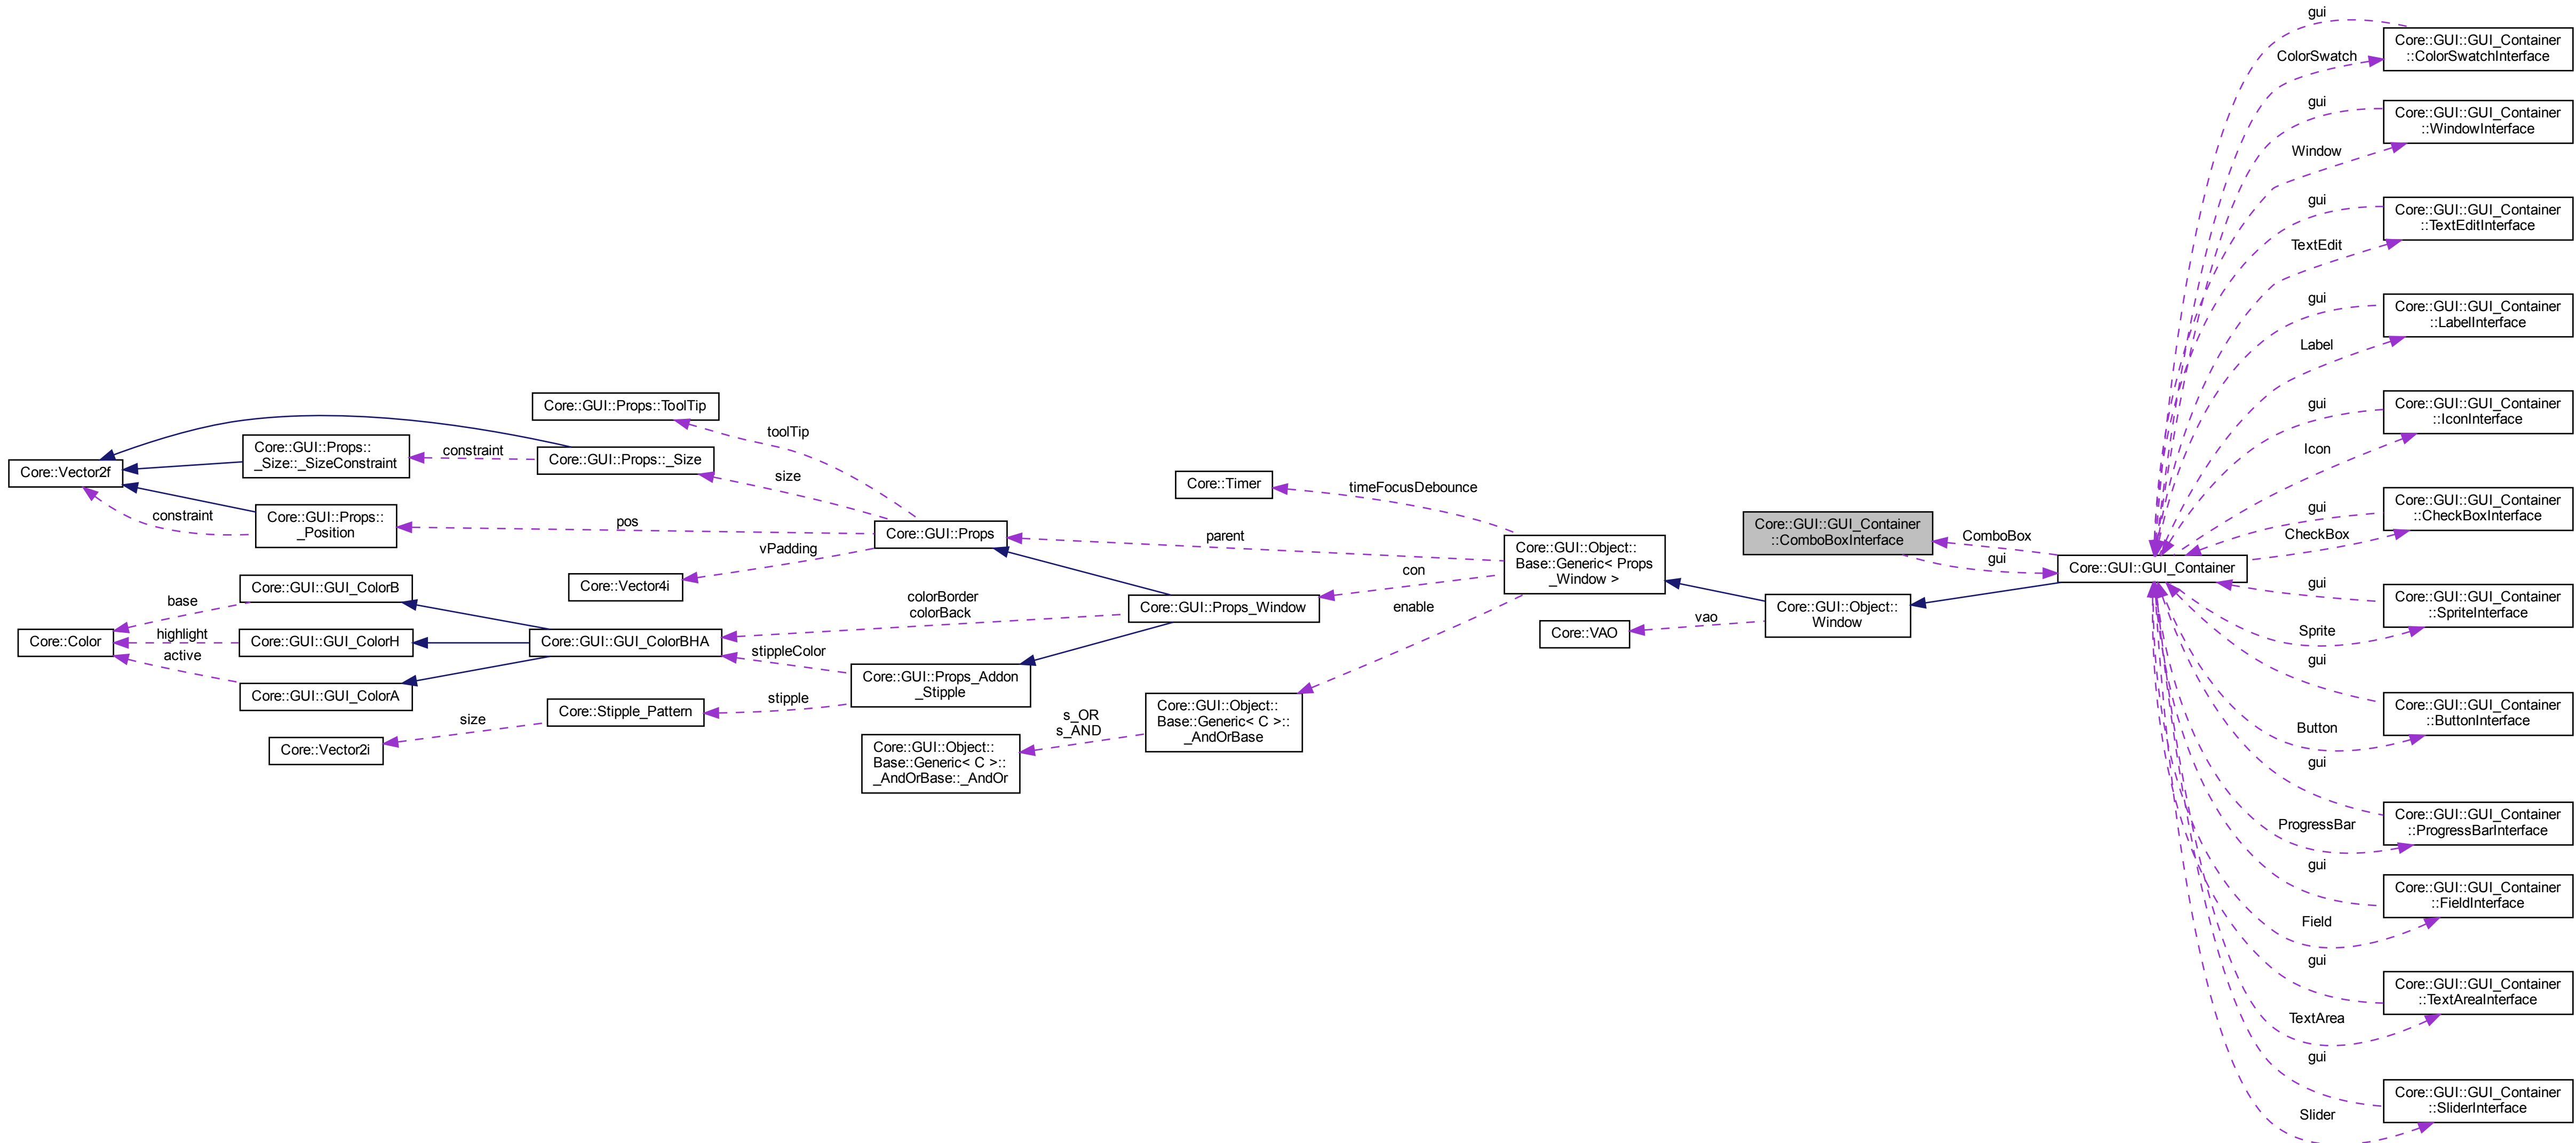 gui
Core::GUI::GUI_Container
::ColorSwatchInterface
ColorSwatch
gui
Core::GUI::GUI_Container
::WindowInterface
Window
gui
Core::GUI::GUI_Container
::TextEditInterface
TextEdit
gui
Core::GUI::GUI_Container
::LabelInterface
Label
gui
Core::GUI::GUI_Container
::IconInterface
Icon
gui
Core::GUI::GUI_Container
::CheckBoxInterface
CheckBox
gui
Core::GUI::GUI_Container
::SpriteInterface
Sprite
gui
Core::GUI::GUI_Container
::ButtonInterface
Button
gui
Core::GUI::GUI_Container
::ProgressBarInterface
ProgressBar
gui
Core::GUI::GUI_Container
::FieldInterface
Field
gui
Core::GUI::GUI_Container
::TextAreaInterface
TextArea
gui
Core::GUI::GUI_Container
::SliderInterface
Slider
Core::GUI::GUI_Container
Core::GUI::GUI_Container
::ComboBoxInterface
ComboBox
gui
Core::GUI::Object::
Window
vao
Core::VAO
Core::GUI::Object::
Base::Generic< Props
_Window >
timeFocusDebounce
Core::Timer
parent
con
enable
Core::GUI::Props_Window
Core::GUI::Object::
Base::Generic< C >::
_AndOrBase
s_OR
s_AND
Core::GUI::Object::
Base::Generic< C >::
_AndOrBase::_AndOr
Core::GUI::Props
toolTip
size
pos
vPadding
colorBorder
colorBack
stippleColor
Core::GUI::Props_Addon
_Stipple
stipple
Core::GUI::Props::ToolTip
Core::GUI::Props::_Size
constraint
Core::GUI::Props::
_Size::_SizeConstraint
Core::Vector2f
constraint
Core::GUI::Props::
_Position
Core::Vector4i
Core::GUI::GUI_ColorBHA
Core::GUI::GUI_ColorB
Core::GUI::GUI_ColorH
Core::GUI::GUI_ColorA
base
highlight
active
Core::Color
Core::Stipple_Pattern
size
Core::Vector2i